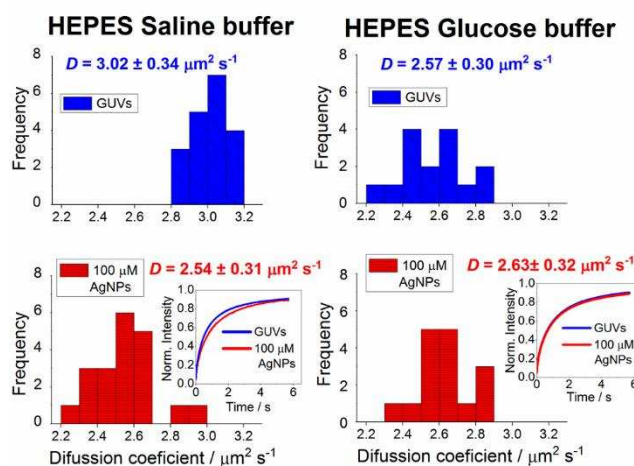 HEPES Saline buffer
HEPES Glucose buffer
D = 3.02 ± 0.34 µm² s⁻¹
GUVs
Frequency
8
6
4
2
0
2.2 2.4 2.6 2.8 3.0 3.2
D = 2.57 ± 0.30 µm² s⁻¹
GUVs
Frequency
8
6
4
2
0
2.2 2.4 2.6 2.8 3.0 3.2
D = 2.54 ± 0.31 µm² s⁻¹
100 µM
AgNPs
Frequency
8
6
4
2
0
2.2 2.4 2.6 2.8 3.0 3.2
Difussion coeficient / µm² s⁻¹
Norm. Intensity
1.0
0.8
0.6
0.4
0.2
0.0
GUVs
100 µM
AgNPs
0 2 4 6
Time / s
D = 2.63± 0.32 µm² s⁻¹
100 µM
AgNPs
Frequency
8
6
4
2
0
2.2 2.4 2.6 2.8 3.0 3.2
Difussion coeficient / µm² s⁻¹
Norm. Intensity
1.0
0.8
0.6
0.4
0.2
0.0
GUVs
100 µM
AgNPs
0 2 4 6
Time / s